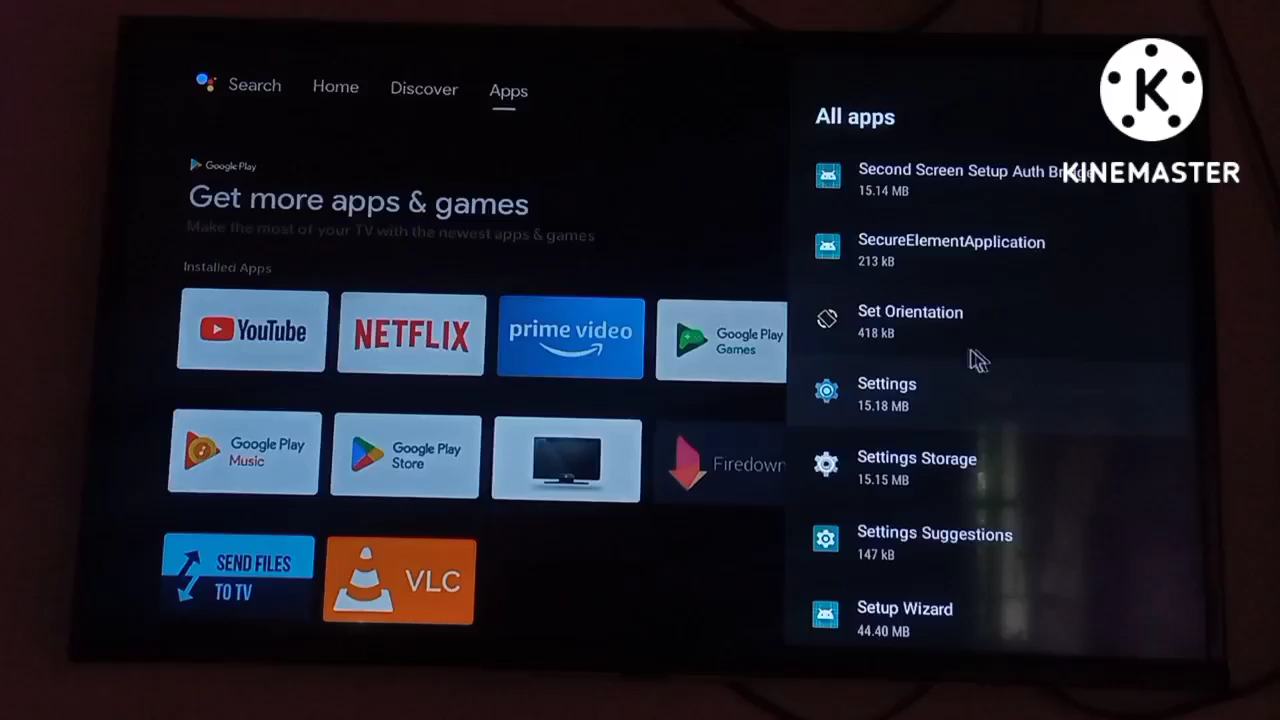 Search
Home
Discover
Apps
Google Play
Get more apps & games
Make the most of your TV with the newest apps & games
Installed Apps
YouTube
NETFLIX
prime video
Google Play
Games
Google Play
Music
Google Play
Store
Firedown
SEND FILES
TO TV
VLC
All apps
Second Screen Setup Auth
15.14 MB
SecureElementApplication
213 kB
Set Orientation
418 kB
Settings
15.18 MB
Settings Storage
15.15 MB
Settings Suggestions
147 kB
Setup Wizard
44.40 MB
K
KINEMASTER